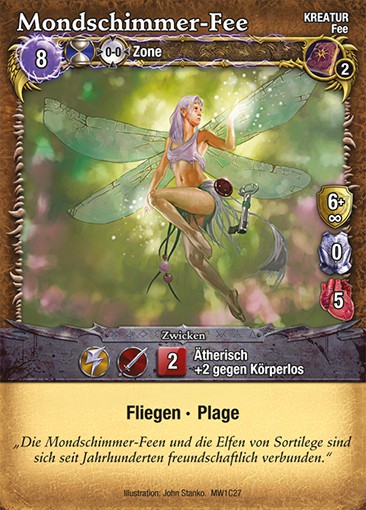 Mondschimmer-Fee
KREATUR
Fee
8
0-0
Zone
2
6+
∞
0
5
Zwicken
2
Ätherisch
+2 gegen Körperlos
Fliegen · Plage
„Die Mondschimmer-Feen und die Elfen von Sortilege sind
sich seit Jahrhunderten freundschaftlich verbunden.“
Illustration: John Stanko. MW1C27